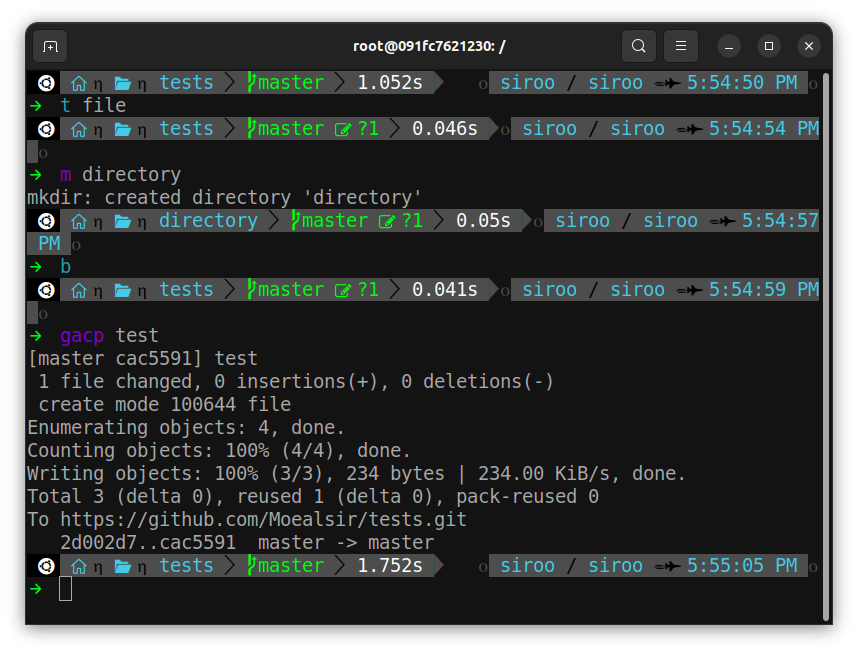 root@091fc7621230: /
η η tests master 1.052s o siroo / siroo 5:54:50 PM o
→ t file
η η tests master ?1 0.046s o siroo / siroo 5:54:54 PM
o
→ m directory
mkdir: created directory 'directory'
η η directory master ?1 0.05s o siroo / siroo 5:54:57
PM o
→ b
η η tests master ?1 0.041s o siroo / siroo 5:54:59 PM
o
→ gacp test
[master cac5591] test
1 file changed, 0 insertions(+), 0 deletions(-)
create mode 100644 file
Enumerating objects: 4, done.
Counting objects: 100% (4/4), done.
Writing objects: 100% (3/3), 234 bytes | 234.00 KiB/s, done.
Total 3 (delta 0), reused 1 (delta 0), pack-reused 0
To https://github.com/Moealsir/tests.git
2d002d7..cac5591  master -> master
η η tests master 1.752s o siroo / siroo 5:55:05 PM o
→